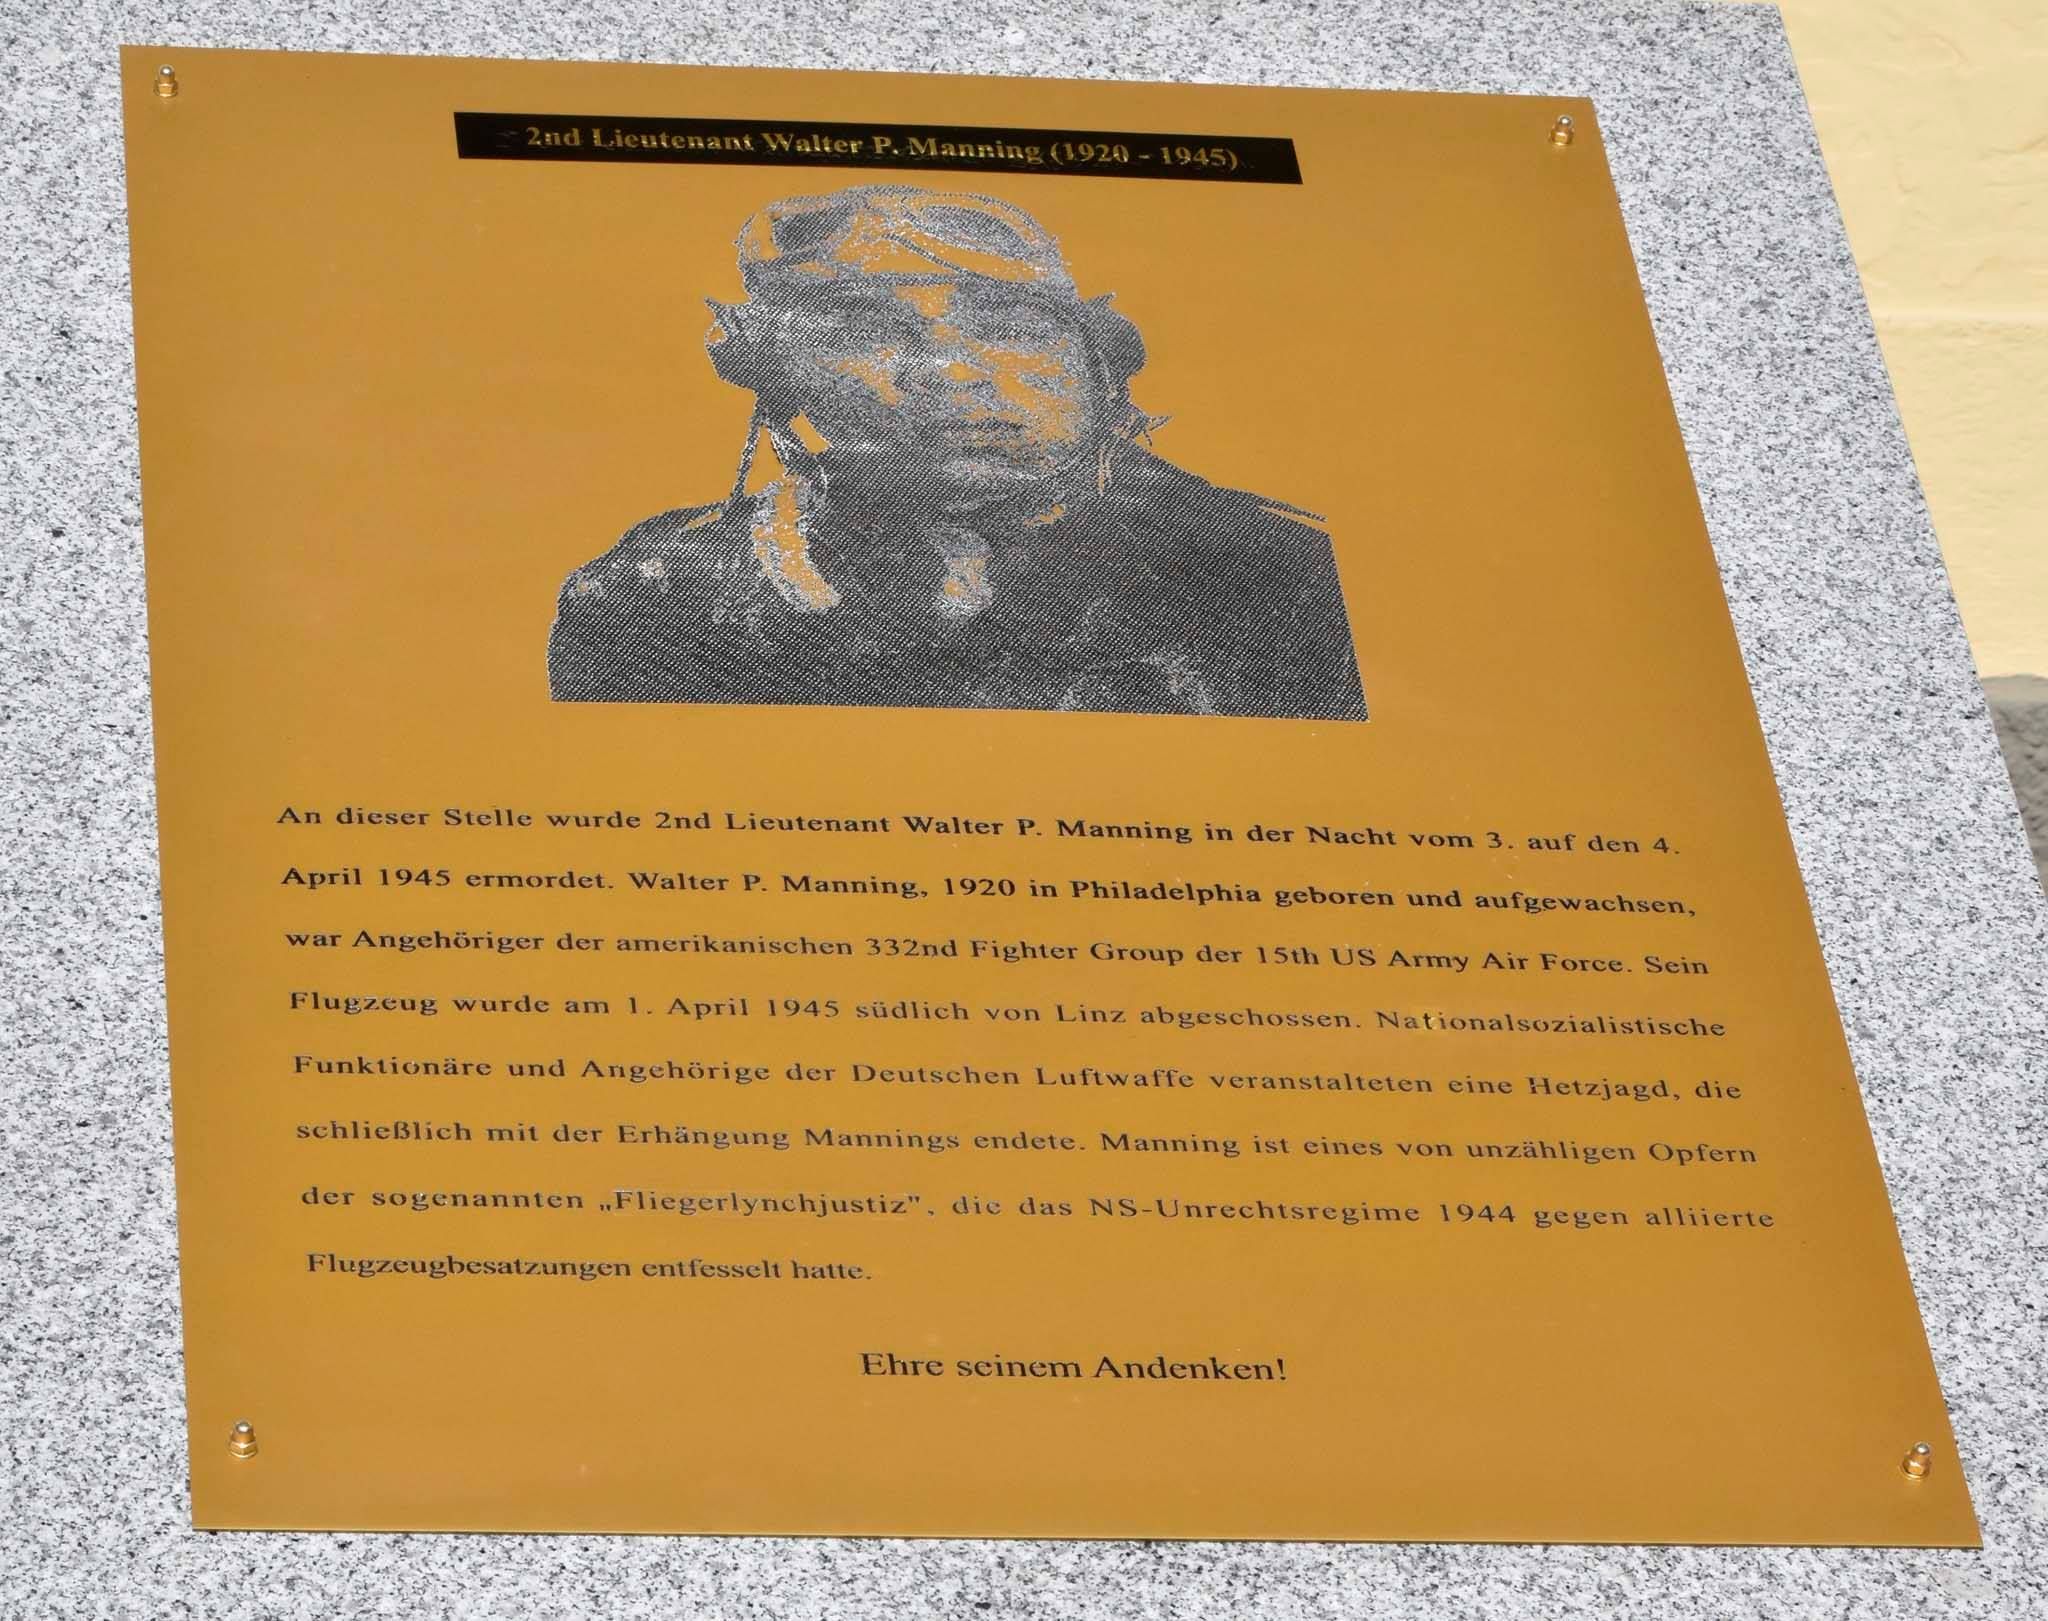 2nd Lieutenant Walter P. Manning (1920 - 1945)
An dieser Stelle wurde 2nd Lieutenant Walter P. Manning in der Nacht vom 3. auf den 4.
April 1945 ermordet. Walter P. Manning, 1920 in Philadelphia geboren und aufgewachsen,
war Angehöriger der amerikanischen 332nd Fighter Group der 15th US Army Air Force. Sein
Flugzeug wurde am 1. April 1945 südlich von Linz abgeschossen. Nationalsozialistische
Funktionäre und Angehörige der Deutschen Luftwaffe veranstalteten eine Hetzjagd, die
schließlich mit der Erhängung Mannings endete. Manning ist eines von unzähligen Opfern
der sogenannten „Fliegerlynchjustiz", die das NS-Unrechtsregime 1944 gegen alliierte
Flugzeugbesatzungen entfesselt hatte.
Ehre seinem Andenken!